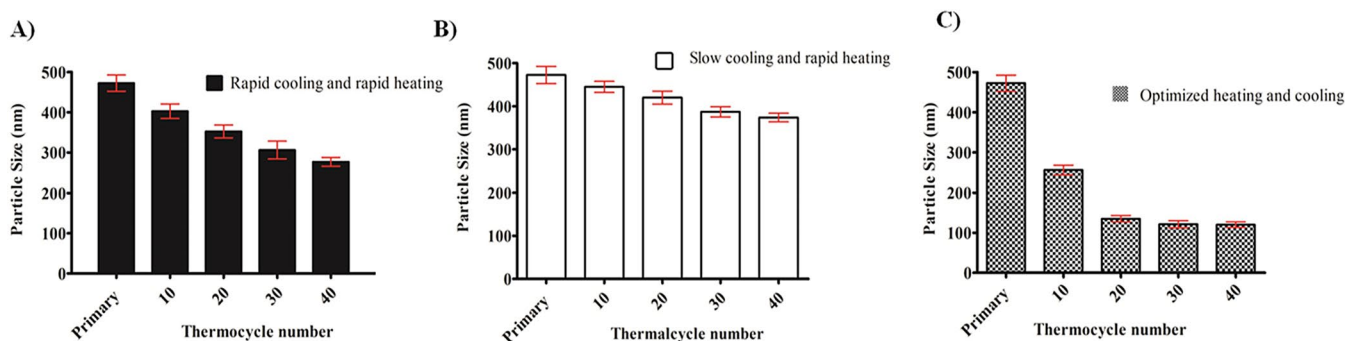 A)
Particle Size (nm)
500
400
300
200
100
0
Rapid cooling and rapid heating
Primary
10
20
30
40
Thermocycle number
B)
Particle Size (nm)
500
400
300
200
100
0
Slow cooling and rapid heating
Primary
10
20
30
40
Thermalcycle number
C)
Particle Size (nm)
500
400
300
200
100
0
Optimized heating and cooling
Primary
10
20
30
40
Thermocycle number